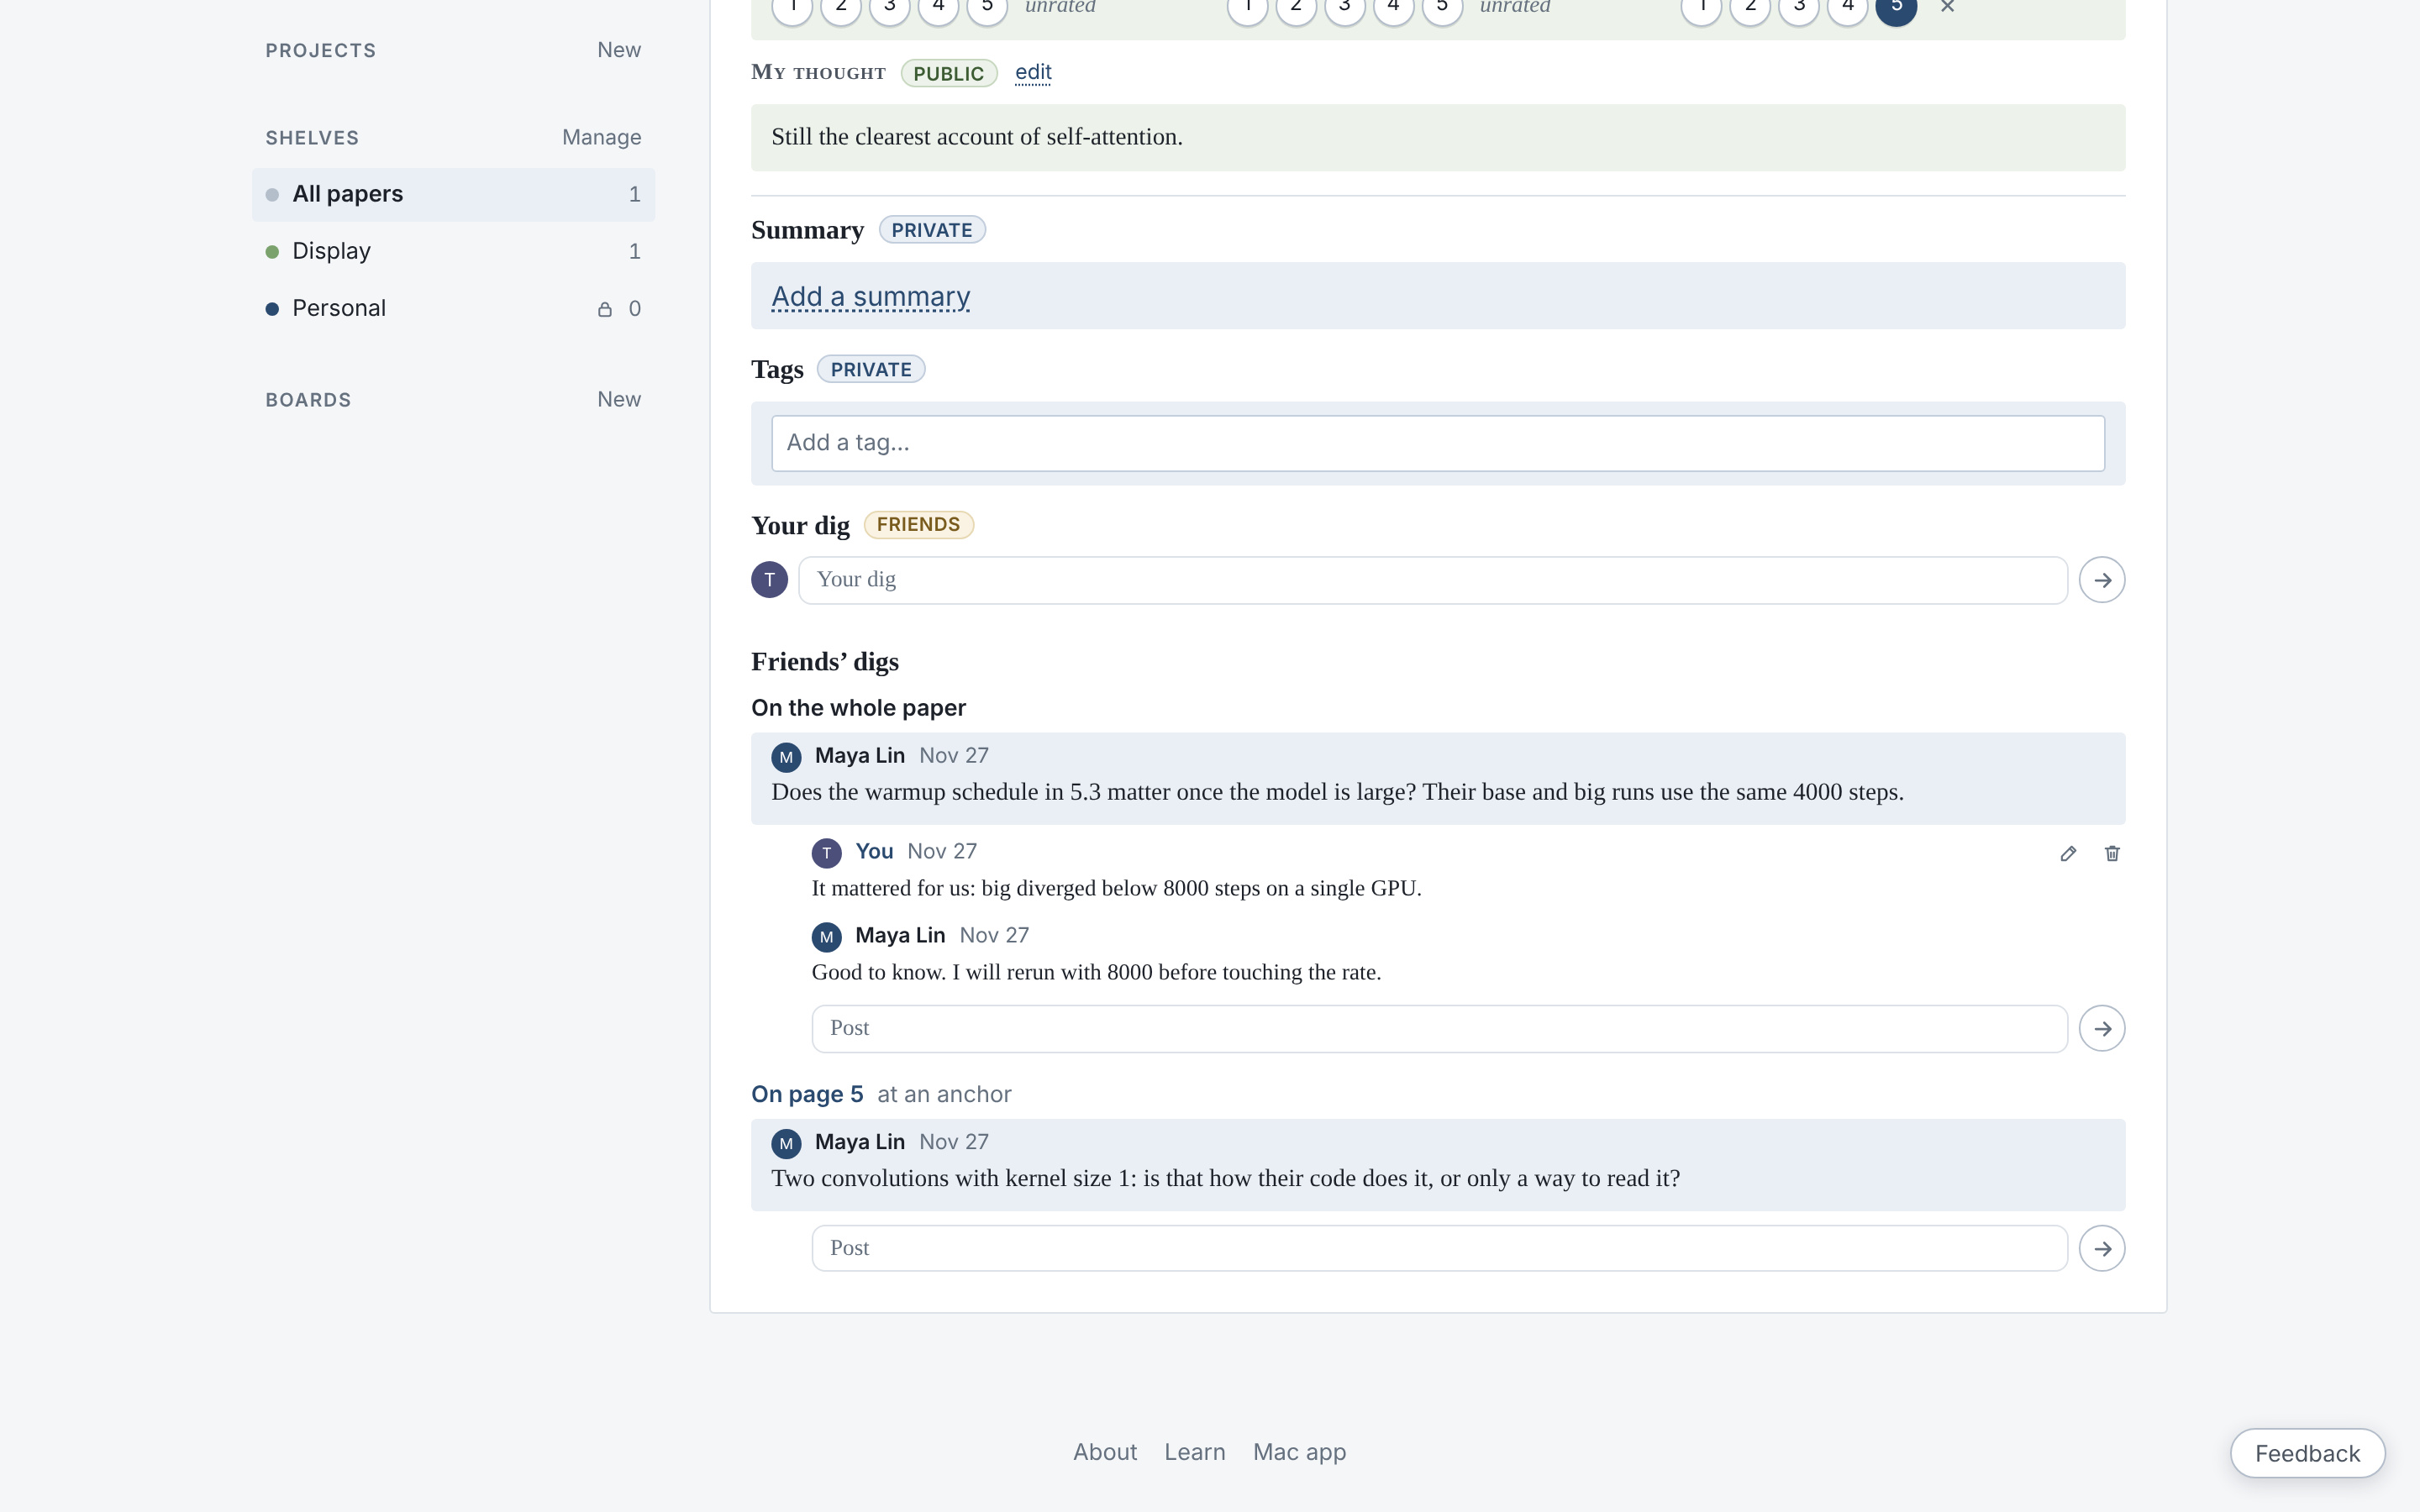 PROJECTS New
SHELVES Manage
All papers 1
Display 1
Personal 0
BOARDS New
1 2 3 4 5 unrated 1 2 3 4 5 unrated 1 2 3 4 5 ×
My thought PUBLIC edit
Still the clearest account of self-attention.
Summary PRIVATE
Add a summary
Tags PRIVATE
Add a tag...
Your dig FRIENDS
T Your dig
Friends’ digs
On the whole paper
M Maya Lin Nov 27
Does the warmup schedule in 5.3 matter once the model is large? Their base and big runs use the same 4000 steps.
T You Nov 27
It mattered for us: big diverged below 8000 steps on a single GPU.
M Maya Lin Nov 27
Good to know. I will rerun with 8000 before touching the rate.
Post
On page 5 at an anchor
M Maya Lin Nov 27
Two convolutions with kernel size 1: is that how their code does it, or only a way to read it?
Post
About Learn Mac app
Feedback